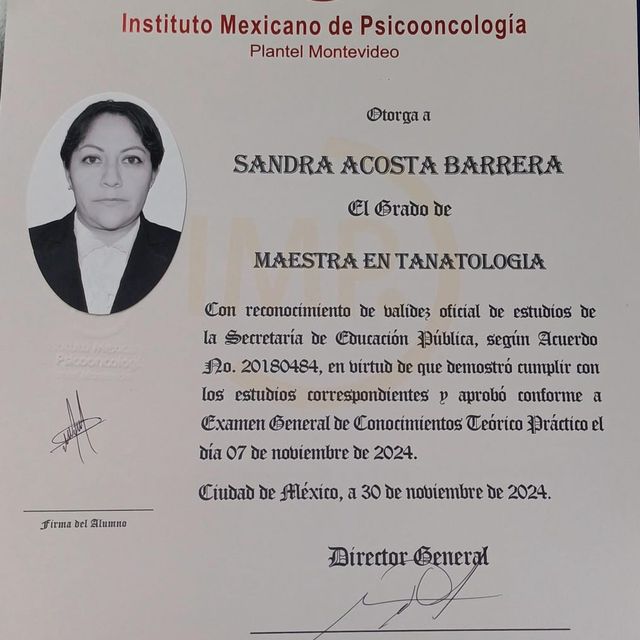 Instituto Mexicano de Psicooncología
Plantel Montevideo
Otorga a
SANDRA ACOSTA BARRERA
El Grado de
MAESTRA EN TANATOLOGIA
Con reconocimiento de validez oficial de estudios de
la Secretaría de Educación Pública, según Acuerdo
No. 20180484, en virtud de que demostró cumplir con
los estudios correspondientes y aprobó conforme a
Examen General de Conocimientos Teórico Práctico el
día 07 de noviembre de 2024.
Ciudad de México, a 30 de noviembre de 2024.
Firma del Alumno
Director General
IMP
Psicooncología